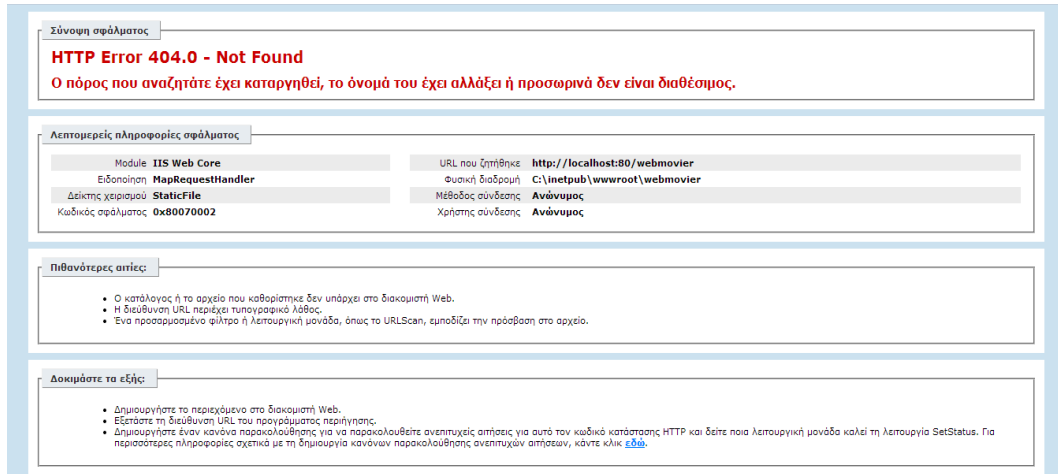 Σύνοψη σφάλματος
HTTP Error 404.0 - Not Found
Ο πόρος που αναζητάτε έχει καταργηθεί, το όνομά του έχει αλλάξει ή προσωρινά δεν είναι διαθέσιμος.
Λεπτομερείς πληροφορίες σφάλματος
Module IIS Web Core
Ειδοποίηση MapRequestHandler
Δείκτης χειρισμού StaticFile
Κωδικός σφάλματος 0x80070002
URL που ζητήθηκε http://localhost:80/webmovier
Φυσική διαδρομή C:\inetpub\wwwroot\webmovier
Μέθοδος σύνδεσης Ανώνυμος
Χρήστης σύνδεσης Ανώνυμος
Πιθανότερες αιτίες:
• Ο κατάλογος ή το αρχείο που καθορίστηκε δεν υπάρχει στο διακομιστή Web.
• Η διεύθυνση URL περιέχει τυπογραφικό λάθος.
• Ένα προσαρμοσμένο φίλτρο ή λειτουργική μονάδα, όπως το URLScan, εμποδίζει την πρόσβαση στο αρχείο.
Δοκιμάστε τα εξής:
• Δημιουργήστε το περιεχόμενο στο διακομιστή Web.
• Εξετάστε τη διεύθυνση URL του προγράμματος περιήγησης.
• Δημιουργήστε έναν κανόνα παρακολούθησης για να παρακολουθείτε ανεπιτυχείς αιτήσεις για αυτό τον κωδικό κατάστασης HTTP και δείτε ποια λειτουργική μονάδα καλεί τη λειτουργία SetStatus. Για
περισσότερες πληροφορίες σχετικά με τη δημιουργία κανόνων παρακολούθησης ανεπιτυχών αιτήσεων, κάντε κλικ εδώ.